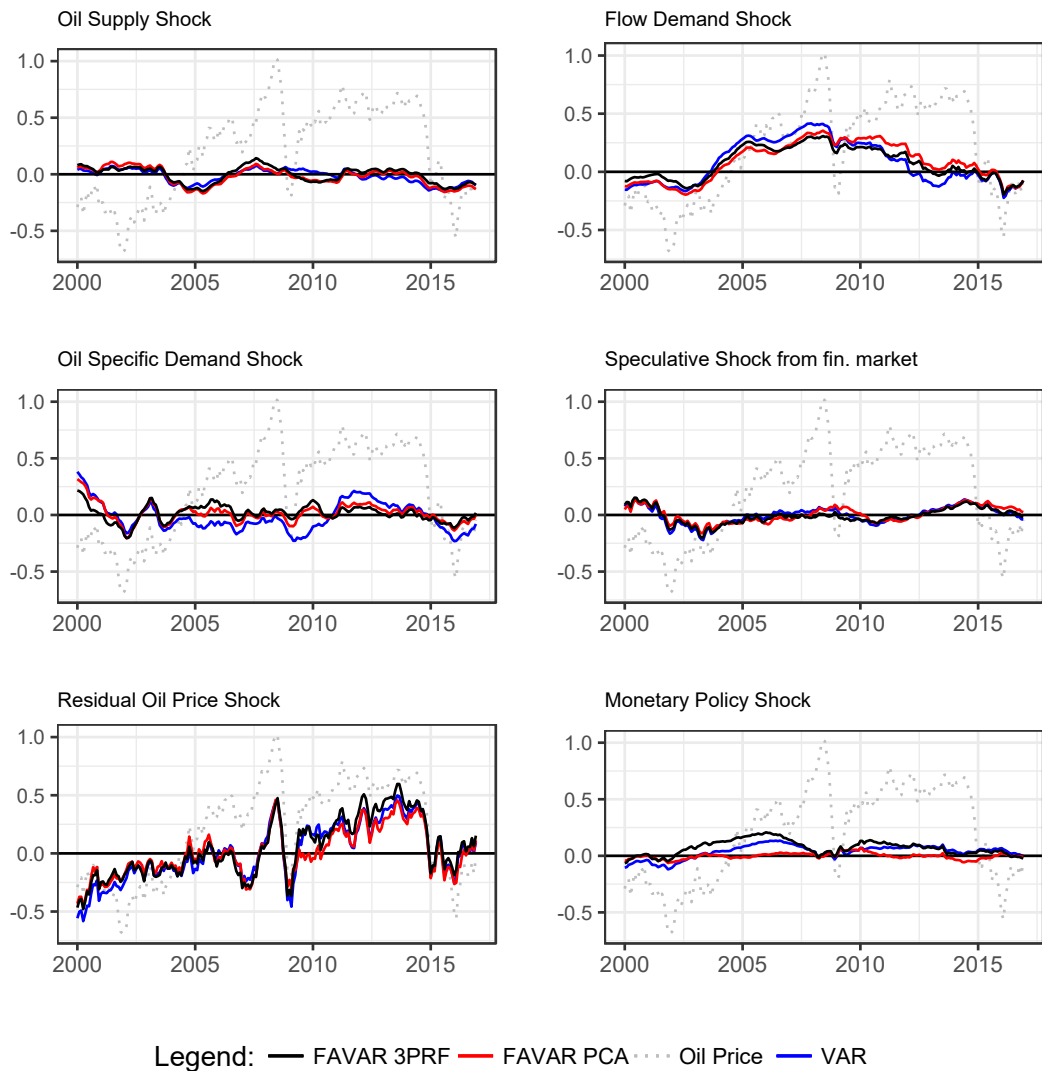 Oil Supply Shock
1.0
0.5
0.0
-0.5
2000 2005 2010 2015
Flow Demand Shock
1.0
0.5
0.0
-0.5
2000 2005 2010 2015
Oil Specific Demand Shock
1.0
0.5
0.0
-0.5
2000 2005 2010 2015
Speculative Shock from fin. market
1.0
0.5
0.0
-0.5
2000 2005 2010 2015
Residual Oil Price Shock
1.0
0.5
0.0
-0.5
2000 2005 2010 2015
Monetary Policy Shock
1.0
0.5
0.0
-0.5
2000 2005 2010 2015
Legend: FAVAR 3PRF FAVAR PCA Oil Price VAR